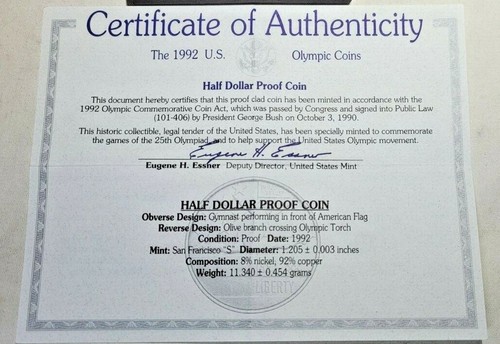 Certificate of Authenticity
The 1992 U.S. Olympic Coins
Half Dollar Proof Coin
This document hereby certifies that this proof clad coin has been minted in accordance with the
1992 Olympic Commemorative Coin Act, which was passed by Congress and signed into Public Law
(101-406) by President George Bush on October 3, 1990.
This historic collectible, legal tender of the United States, has been specially minted to commemorate
the games of the 25th Olympiad and to help support the United States Olympic movement.
Eugene H. Essner
Eugene H. Essner Deputy Director, United States Mint
HALF DOLLAR PROOF COIN
Obverse Design: Gymnast performing in front of American Flag
Reverse Design: Olive branch crossing Olympic Torch
Condition: Proof Date: 1992
Mint: San Francisco "S" Diameter: 1.205 ± 0.003 inches
Composition: 8% nickel, 92% copper
Weight: 11.340 ± 0.454 grams
LIBERTY